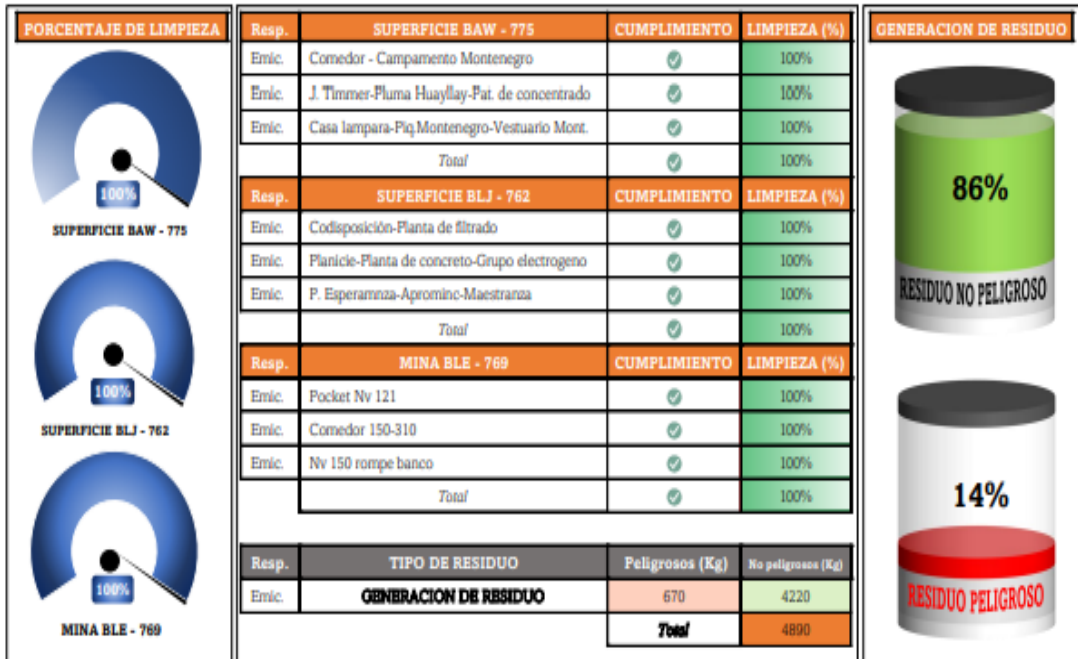 PORCENTAJE DE LIMPIEZA
100%
SUPERFICIE BAW - 775
100%
SUPERFICIE BLJ - 762
100%
MINA BLE - 769
Resp. SUPERFICIE BAW - 775 CUMPLIMIENTO LIMPIEZA (%)
Emic. Comedor - Campamento Montenegro 100%
Emic. J. Timmer-Pluma Huayllay-Pat. de concentrado 100%
Emic. Casa lampara-Piq.Montenegro-Vestuario Mont. 100%
Total 100%
Resp. SUPERFICIE BLJ - 762 CUMPLIMIENTO LIMPIEZA (%)
Emic. Codisposición-Planta de filtrado 100%
Emic. Planicie-Planta de concreto-Grupo electrogeno 100%
Emic. P. Esperamnza-Aprominc-Maestranza 100%
Total 100%
Resp. MINA BLE - 769 CUMPLIMIENTO LIMPIEZA (%)
Emic. Pocket Nv 121 100%
Emic. Comedor 150-310 100%
Emic. Nv 150 rompe banco 100%
Total 100%
Resp. TIPO DE RESIDUO Peligrosos (Kg) No peligrosos (Kg)
Emic. GENERACION DE RESIDUO 670 4220
Total 4890
GENERACION DE RESIDUO
86%
RESIDUO NO PELIGROSO
14%
RESIDUO PELIGROSO